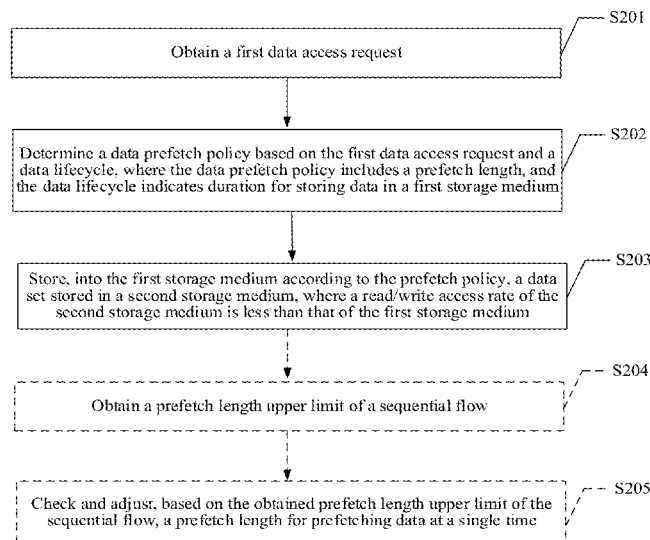 S201
Obtain a first data access request
S202
Determine a data prefetch policy based on the first data access request and a
data lifecycle, where the data prefetch policy includes a prefetch length, and
the data lifecycle indicates duration for storing data in a first storage medium
S203
Store, into the first storage medium according to the prefetch policy, a data
set stored in a second storage medium, where a read/write access rate of the
second storage medium is less than that of the first storage medium
S204
Obtain a prefetch length upper limit of a sequential flow
S205
Check and adjust, based on the obtained prefetch length upper limit of the
sequential flow, a prefetch length for prefetching data at a single time